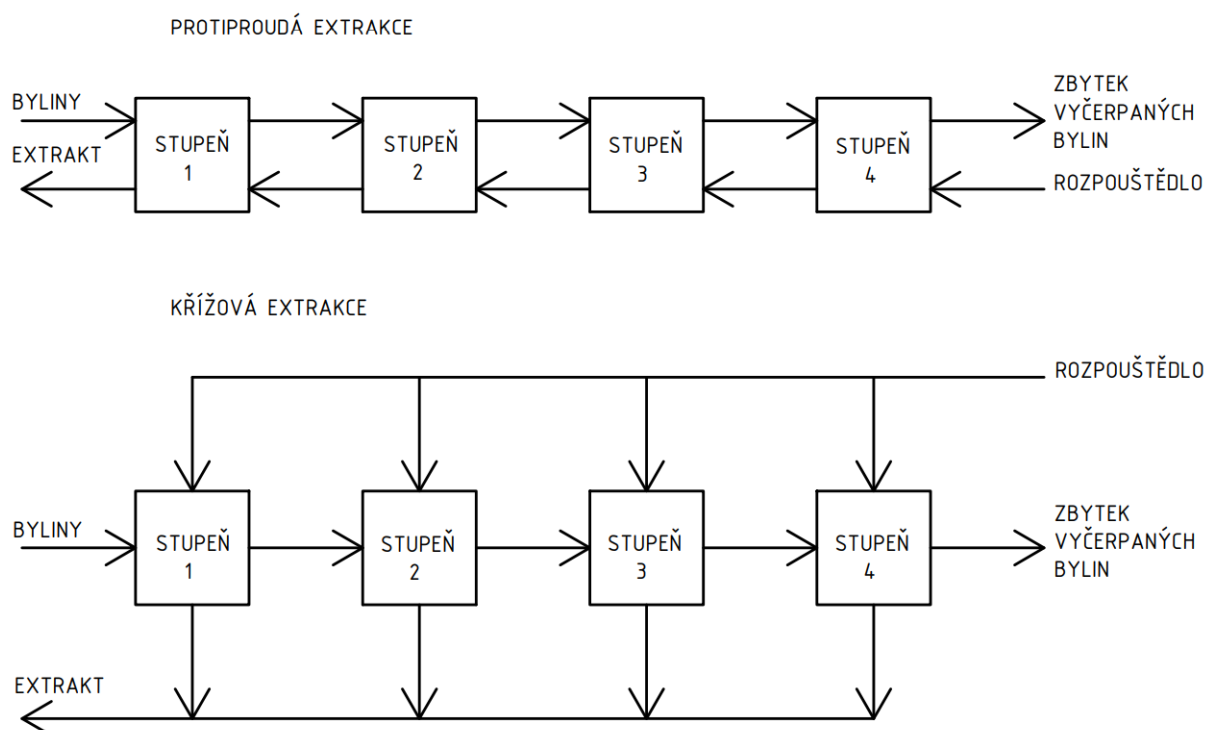 PROTIPROUDÁ EXTRAKCE
BYLINY
EXTRAKT
STUPEŇ
1
STUPEŇ
2
STUPEŇ
3
STUPEŇ
4
ZBYTEK
VYČERPANÝCH
BYLIN
ROZPOUŠTĚDLO
KŘÍŽOVÁ EXTRAKCE
ROZPOUŠTĚDLO
BYLINY
STUPEŇ
1
STUPEŇ
2
STUPEŇ
3
STUPEŇ
4
ZBYTEK
VYČERPANÝCH
BYLIN
EXTRAKT